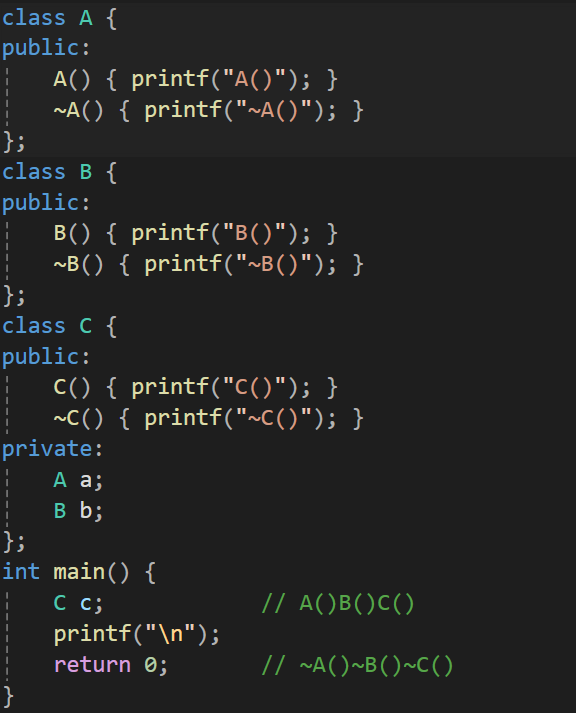 class A {
public:
    A() { printf("A()"); }
    ~A() { printf("~A()"); }
};
class B {
public:
    B() { printf("B()"); }
    ~B() { printf("~B()"); }
};
class C {
public:
    C() { printf("C()"); }
    ~C() { printf("~C()"); }
private:
    A a;
    B b;
};
int main() {
    C c;            // A()B()C()
    printf("\n");
    return 0;       // ~A()~B()~C()
}